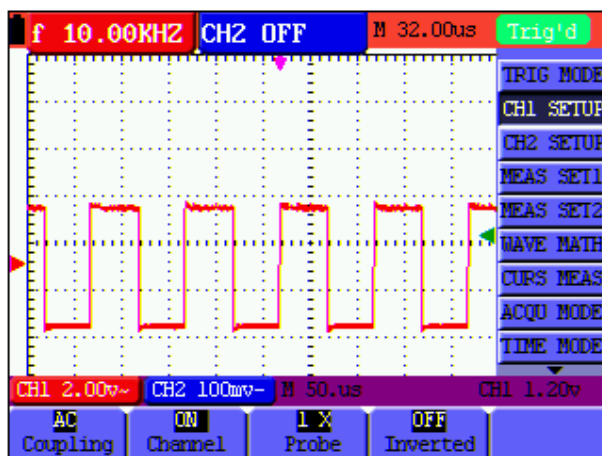 f 10.00KHZ CH2 OFF M 32.00us Trig'd
TRIG MODE
CH1 SETUP
CH2 SETUP
MEAS SET1
MEAS SET2
WAVE MATH
CURS MEAS
ACQU MODE
TIME MODE
CH1 2.00v~ CH2 100mv- M 50.us CH1 1.20v
AC ON 1 X OFF
Coupling Channel Probe Inverted